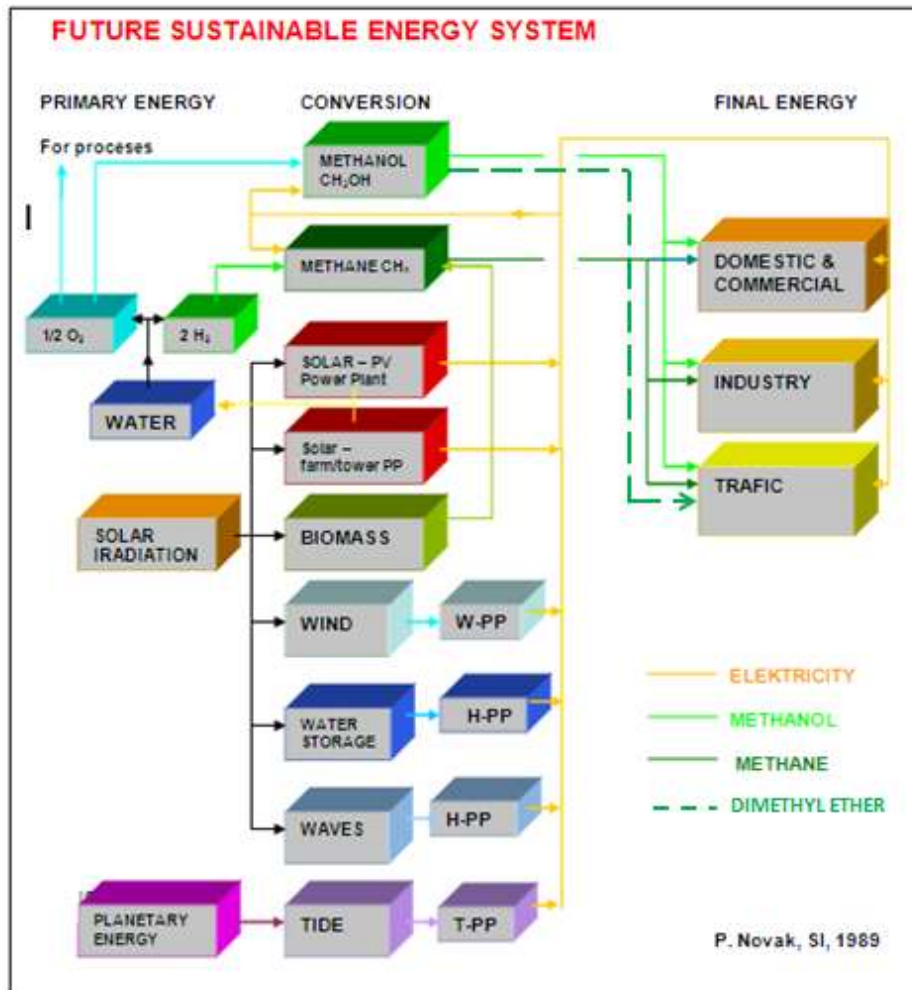 FUTURE SUSTAINABLE ENERGY SYSTEM
PRIMARY ENERGY
CONVERSION
FINAL ENERGY
For proceses
METHANOL
CH₃OH
METHANE CH₄
1/2 O₂
2 H₂
DOMESTIC &
COMMERCIAL
SOLAR – PV
Power Plant
INDUSTRY
WATER
Solar –
farm/tower PP
TRAFIC
SOLAR
IRADIATION
BIOMASS
WIND
W-PP
ELEKTRICITY
WATER
STORAGE
H-PP
METHANOL
METHANE
WAVES
H-PP
DIMETHYL ETHER
PLANETARY
ENERGY
TIDE
T-PP
P. Novak, SI, 1989